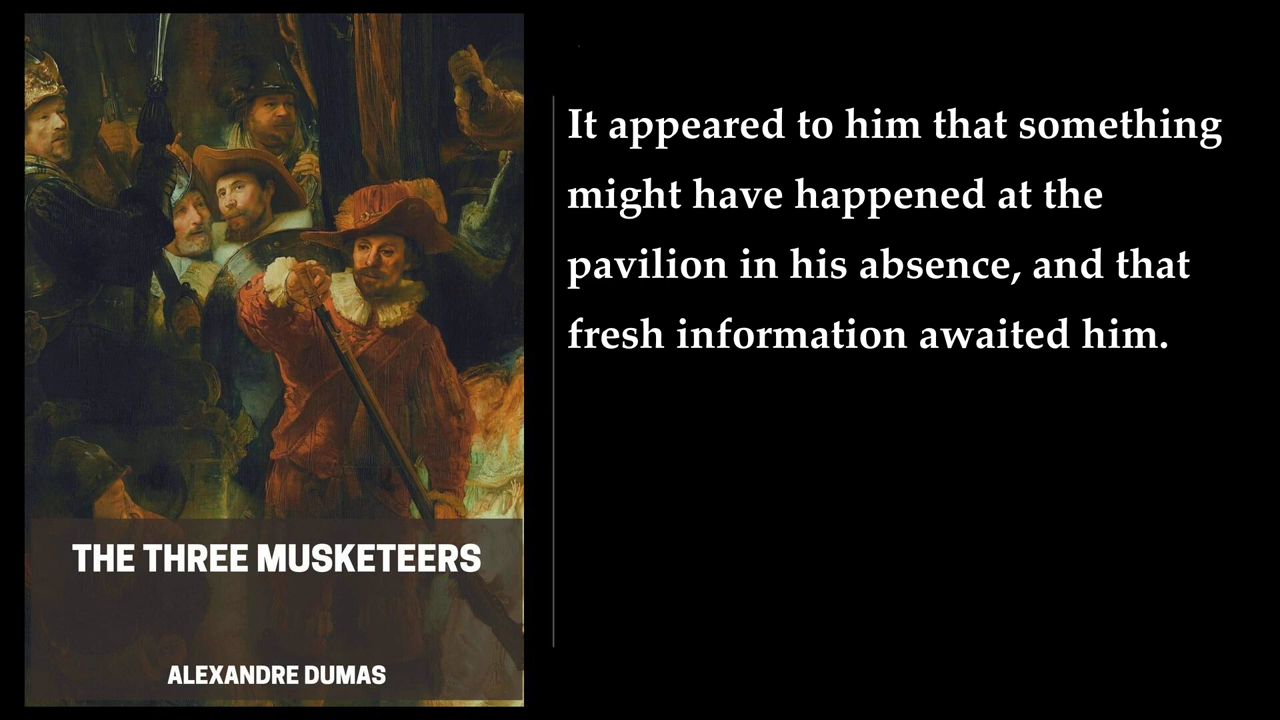 THE THREE MUSKETEERS
ALEXANDRE DUMAS
It appeared to him that something
might have happened at the
pavilion in his absence, and that
fresh information awaited him.